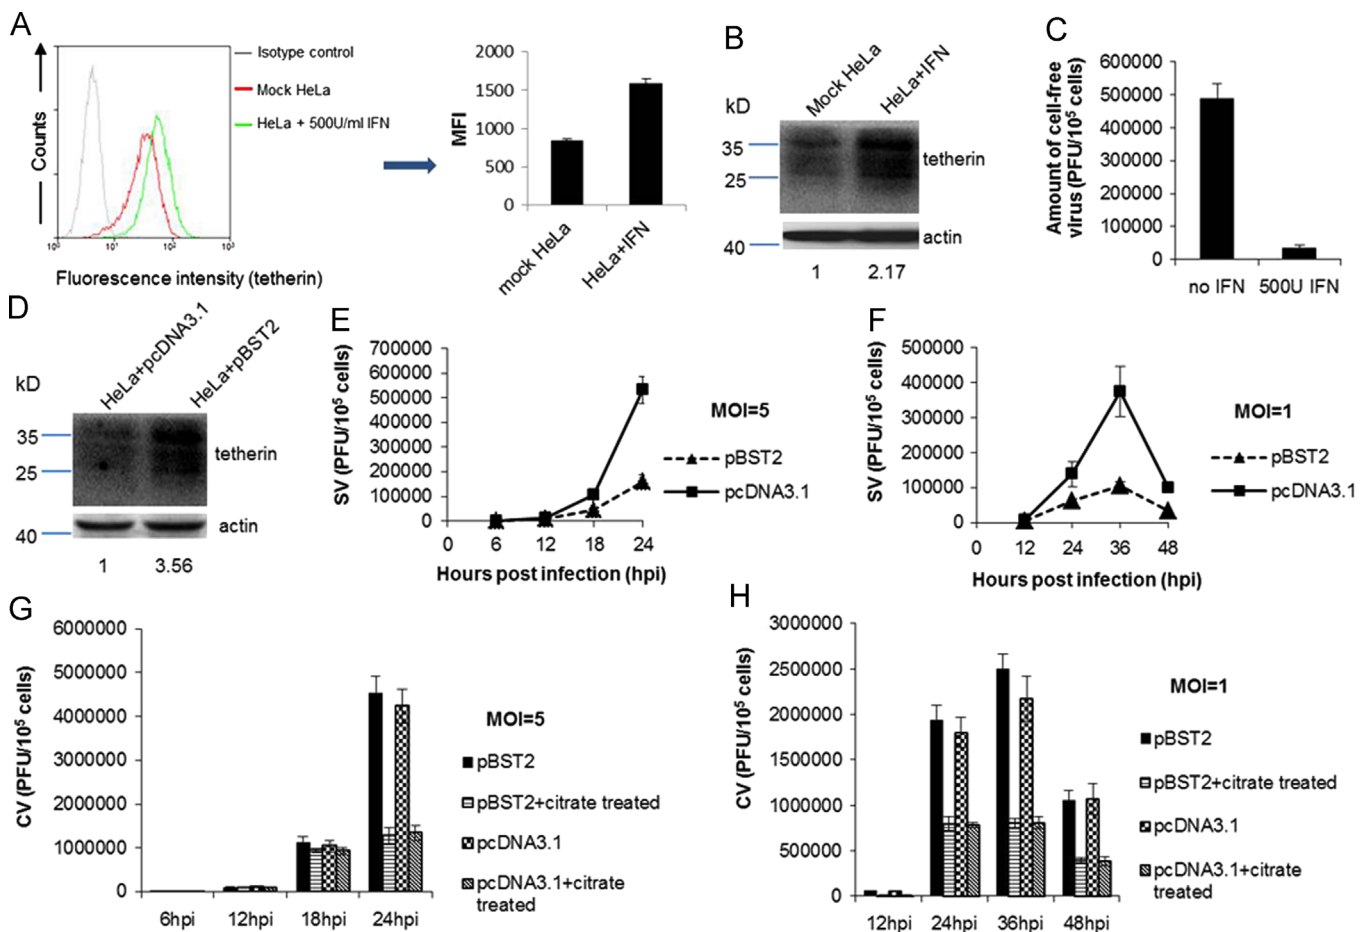 A
Counts
10⁰ 10¹ 10² 10³
Fluorescence intensity (tetherin)
Isotype control
Mock HeLa
HeLa + 500U/ml IFN
MFI
2000
1500
1000
500
0
mock HeLa
HeLa+IFN
B
kD
Mock HeLa
HeLa+IFN
35
25
tetherin
40
actin
1 2.17
C
Amount of cell-free
virus (PFU/10⁵ cells)
600000
500000
400000
300000
200000
100000
0
no IFN 500U IFN
D
kD
HeLa+pcDNA3.1
HeLa+pBST2
35
25
tetherin
40
actin
1 3.56
E
SV (PFU/10⁵ cells)
700000
600000
500000
400000
300000
200000
100000
0
0 6 12 18 24
Hours post infection (hpi)
MOI=5
pBST2
pcDNA3.1
F
SV (PFU/10⁵ cells)
500000
400000
300000
200000
100000
0
0 12 24 36 48
Hours post infection (hpi)
MOI=1
pBST2
pcDNA3.1
G
CV (PFU/10⁵ cells)
6000000
5000000
4000000
3000000
2000000
1000000
0
6hpi 12hpi 18hpi 24hpi
MOI=5
pBST2
pBST2+citrate treated
pcDNA3.1
pcDNA3.1+citrate
treated
H
CV (PFU/10⁵ cells)
3000000
2500000
2000000
1500000
1000000
500000
0
12hpi 24hpi 36hpi 48hpi
MOI=1
pBST2
pBST2+citrate treated
pcDNA3.1
pcDNA3.1+citrate
treated